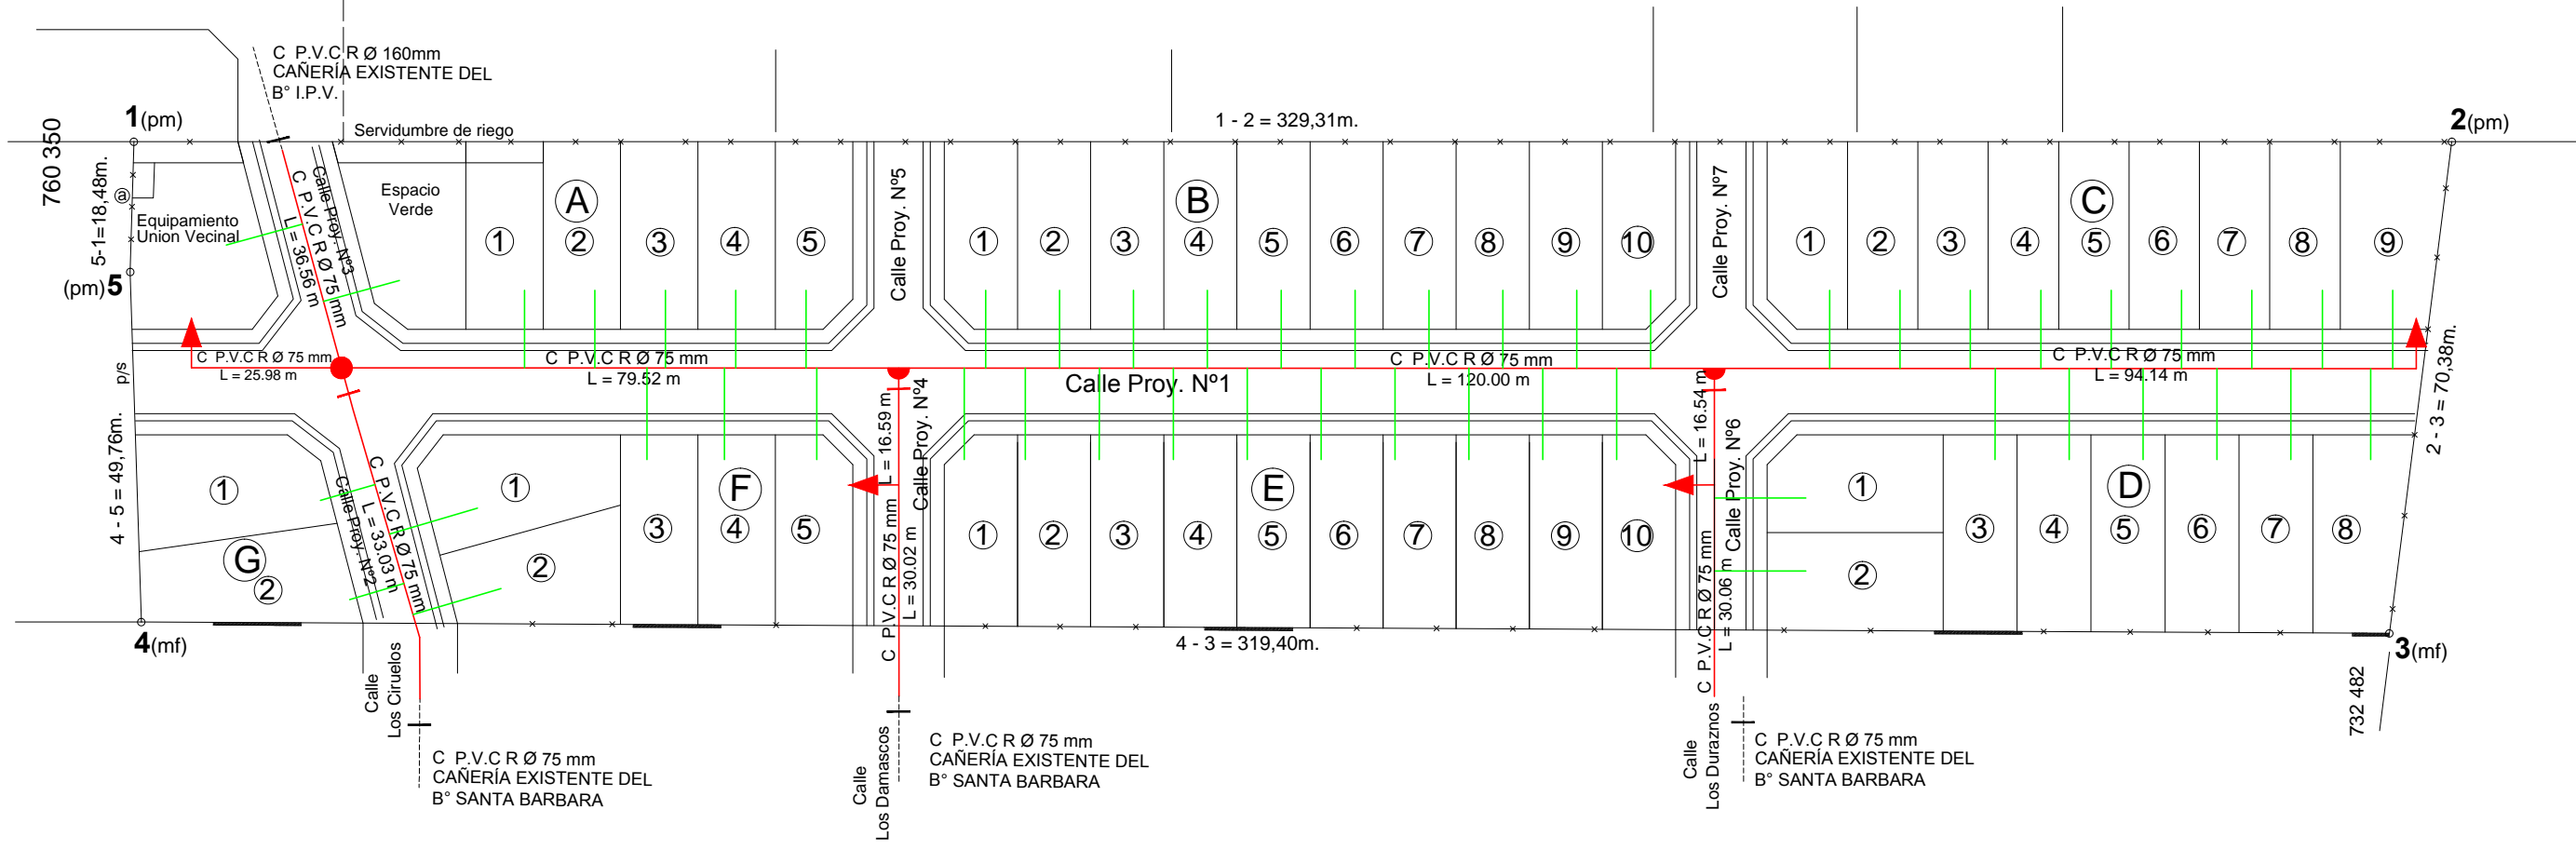 C P.V.C R Ø 160mm
CAÑERÍA EXISTENTE DEL
B° I.P.V.
1(pm)
Servidumbre de riego
1 - 2 = 329,31m.
2(pm)
760 350
5-1=18,48m.
a
Equipamiento
Union Vecinal
(pm)5
C P.V.C R Ø 75 mm
L = 36.56 m
Calle Proy. Nº3
Espacio
Verde
A
1
2
3
4
5
Calle Proy. Nº5
B
1
2
3
4
5
6
7
8
9
10
Calle Proy. Nº7
C
1
2
3
4
5
6
7
8
9
2 - 3 = 70,38m.
p/s
C P.V.C R Ø 75 mm
L = 25.98 m
C P.V.C R Ø 75 mm
L = 79.52 m
Calle Proy. Nº1
C P.V.C R Ø 75 mm
L = 120.00 m
C P.V.C R Ø 75 mm
L = 94.14 m
4 - 5 = 49,76m.
1
G
2
Calle Proy. Nº2
C P.V.C R Ø 75 mm
L = 33.03 m
1
2
F
3
4
5
L = 16.59 m
Calle Proy. Nº4
C P.V.C R Ø 75 mm
L = 30.02 m
E
1
2
3
4
5
6
7
8
9
10
L = 16.54 m
Calle Proy. Nº6
C P.V.C R Ø 75 mm
L = 30.06 m
1
2
D
3
4
5
6
7
8
4(mf)
4 - 3 = 319,40m.
3(mf)
732 482
Calle
Los Ciruelos
C P.V.C R Ø 75 mm
CAÑERÍA EXISTENTE DEL
B° SANTA BARBARA
Calle
Los Damascos
C P.V.C R Ø 75 mm
CAÑERÍA EXISTENTE DEL
B° SANTA BARBARA
Calle
Los Duraznos
C P.V.C R Ø 75 mm
CAÑERÍA EXISTENTE DEL
B° SANTA BARBARA